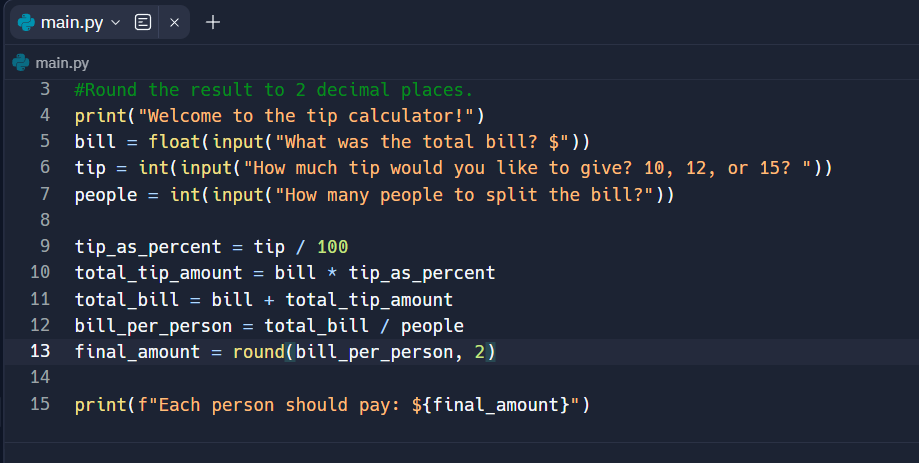 main.py
main.py
3 #Round the result to 2 decimal places.
4 print("Welcome to the tip calculator!")
5 bill = float(input("What was the total bill? $"))
6 tip = int(input("How much tip would you like to give? 10, 12, or 15? "))
7 people = int(input("How many people to split the bill?"))
8
9 tip_as_percent = tip / 100
10 total_tip_amount = bill * tip_as_percent
11 total_bill = bill + total_tip_amount
12 bill_per_person = total_bill / people
13 final_amount = round(bill_per_person, 2)
14
15 print(f"Each person should pay: ${final_amount}")